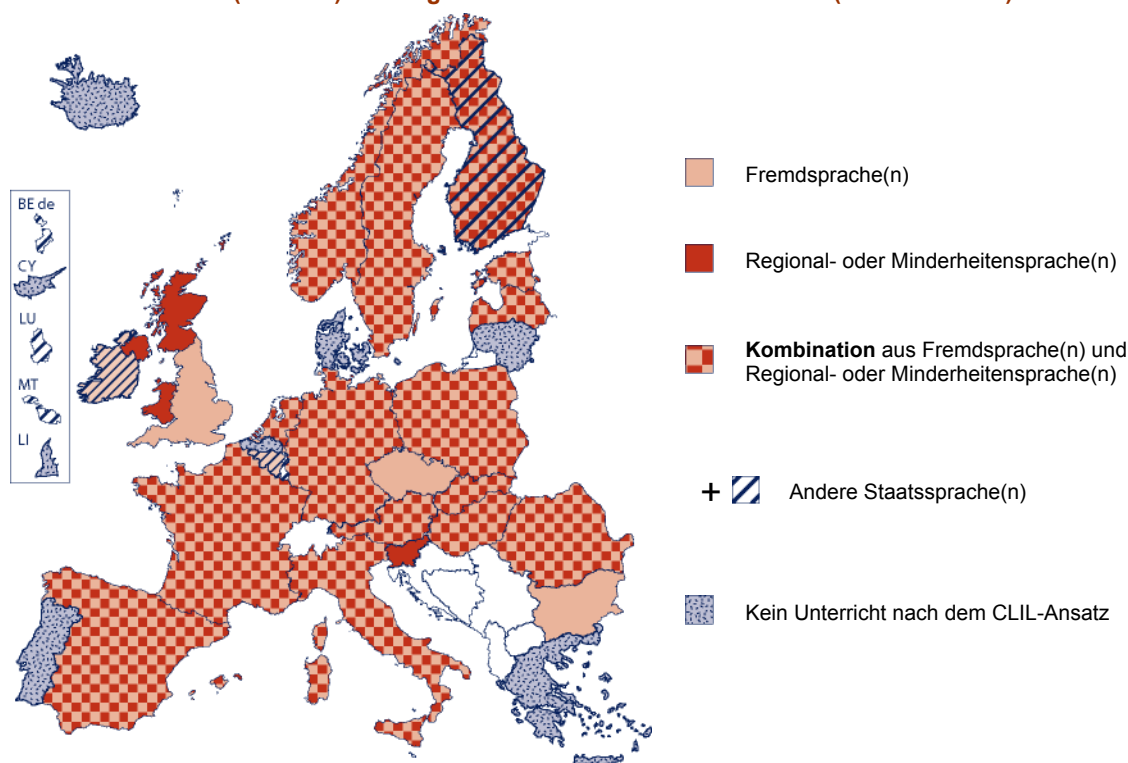 BE de
CY
LU
MT
LI
Fremdsprache(n)
Regional- oder Minderheitensprache(n)
Kombination aus Fremdsprache(n) und
Regional- oder Minderheitensprache(n)
+ Andere Staatssprache(n)
Kein Unterricht nach dem CLIL-Ansatz